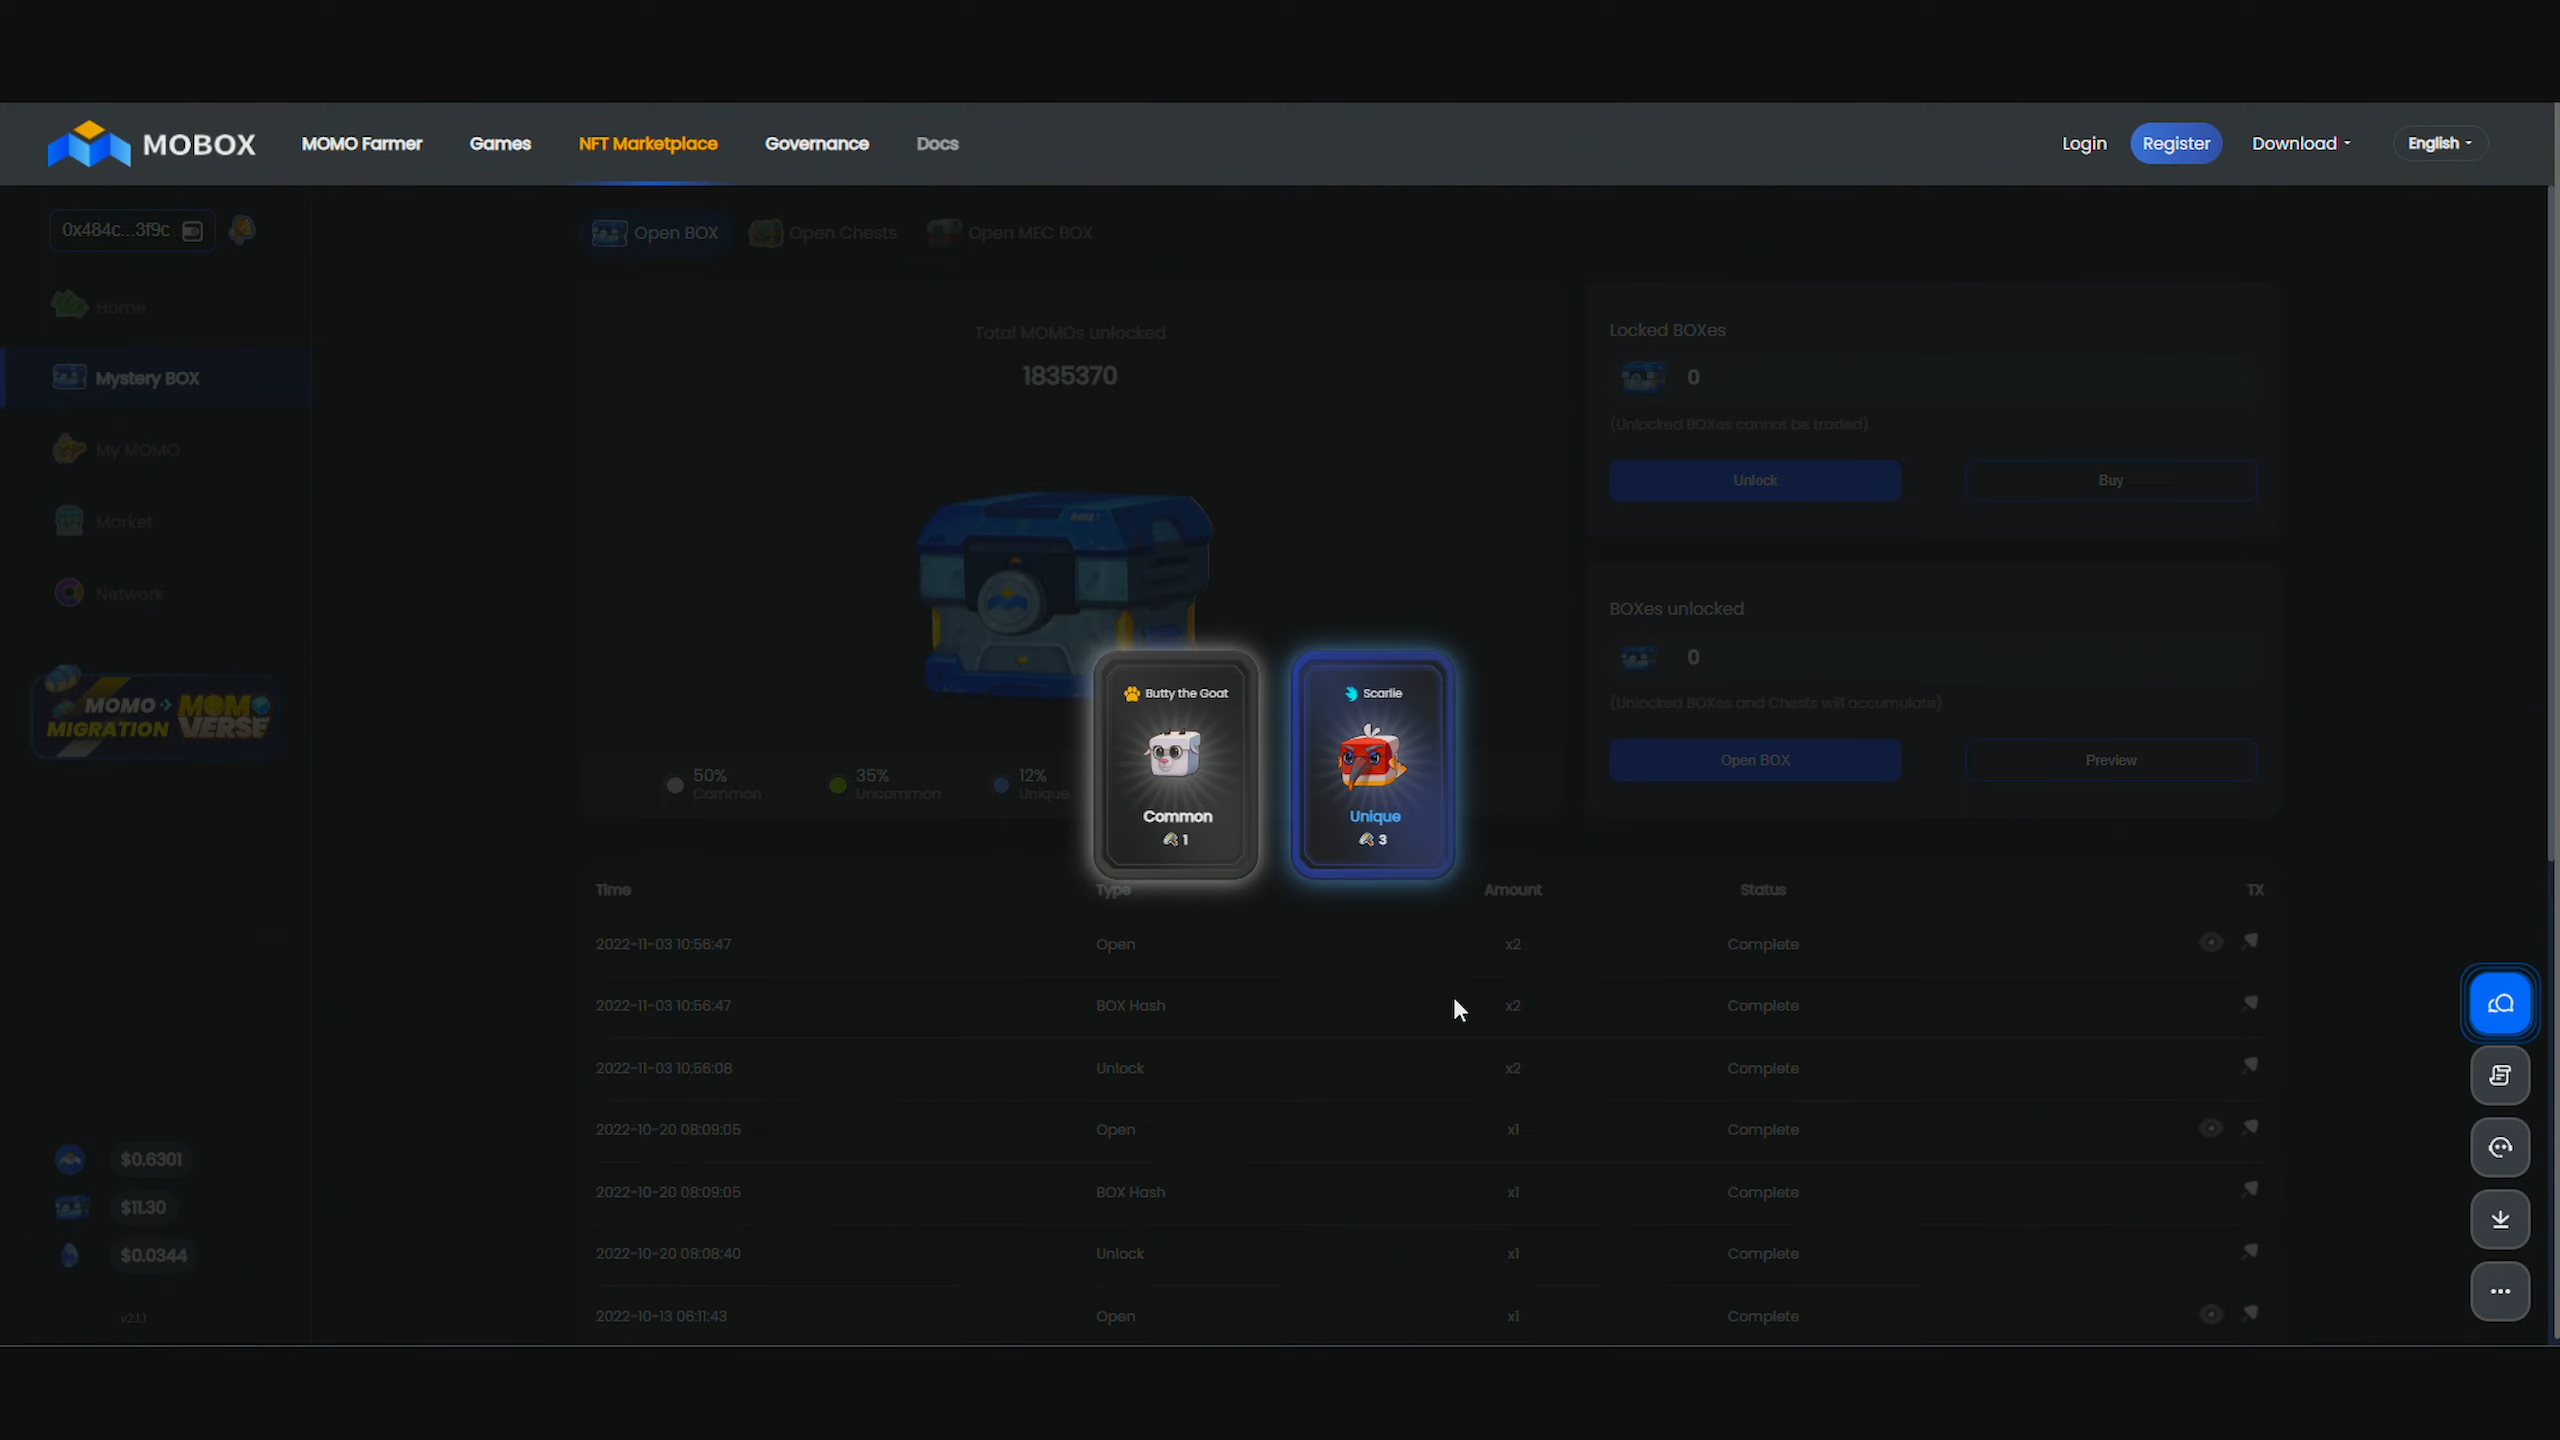 MOBOX MOMO Farmer Games NFT Marketplace Governance Docs Login Register Download English
0x484c...3f9c
Open BOX Open Chests Open MEC BOX
Home
Mystery BOX
My MOMO
Market
Network
MOMO
MIGRATION
MOMO
VERSE
Total MOMOs unlocked
1835370
Locked BOXes
0
(Unlocked BOXes cannot be traded)
Unlock Buy
BOXes unlocked
0
(Unlocked BOXes and Chests will accumulate)
Open BOX Preview
Butty the Goat
Common
1
Scarlie
Unique
3
50%
Common
35%
Uncommon
12%
Unique
Time Type Amount Status TX
2022-11-03 10:56:47 Open x2 Complete
2022-11-03 10:56:47 BOX Hash x2 Complete
2022-11-03 10:56:08 Unlock x2 Complete
2022-10-20 08:09:05 Open x1 Complete
2022-10-20 08:09:05 BOX Hash x1 Complete
2022-10-20 08:08:40 Unlock x1 Complete
2022-10-13 06:11:43 Open x1 Complete
$0.6301
$11.30
$0.0344
v2.1.1